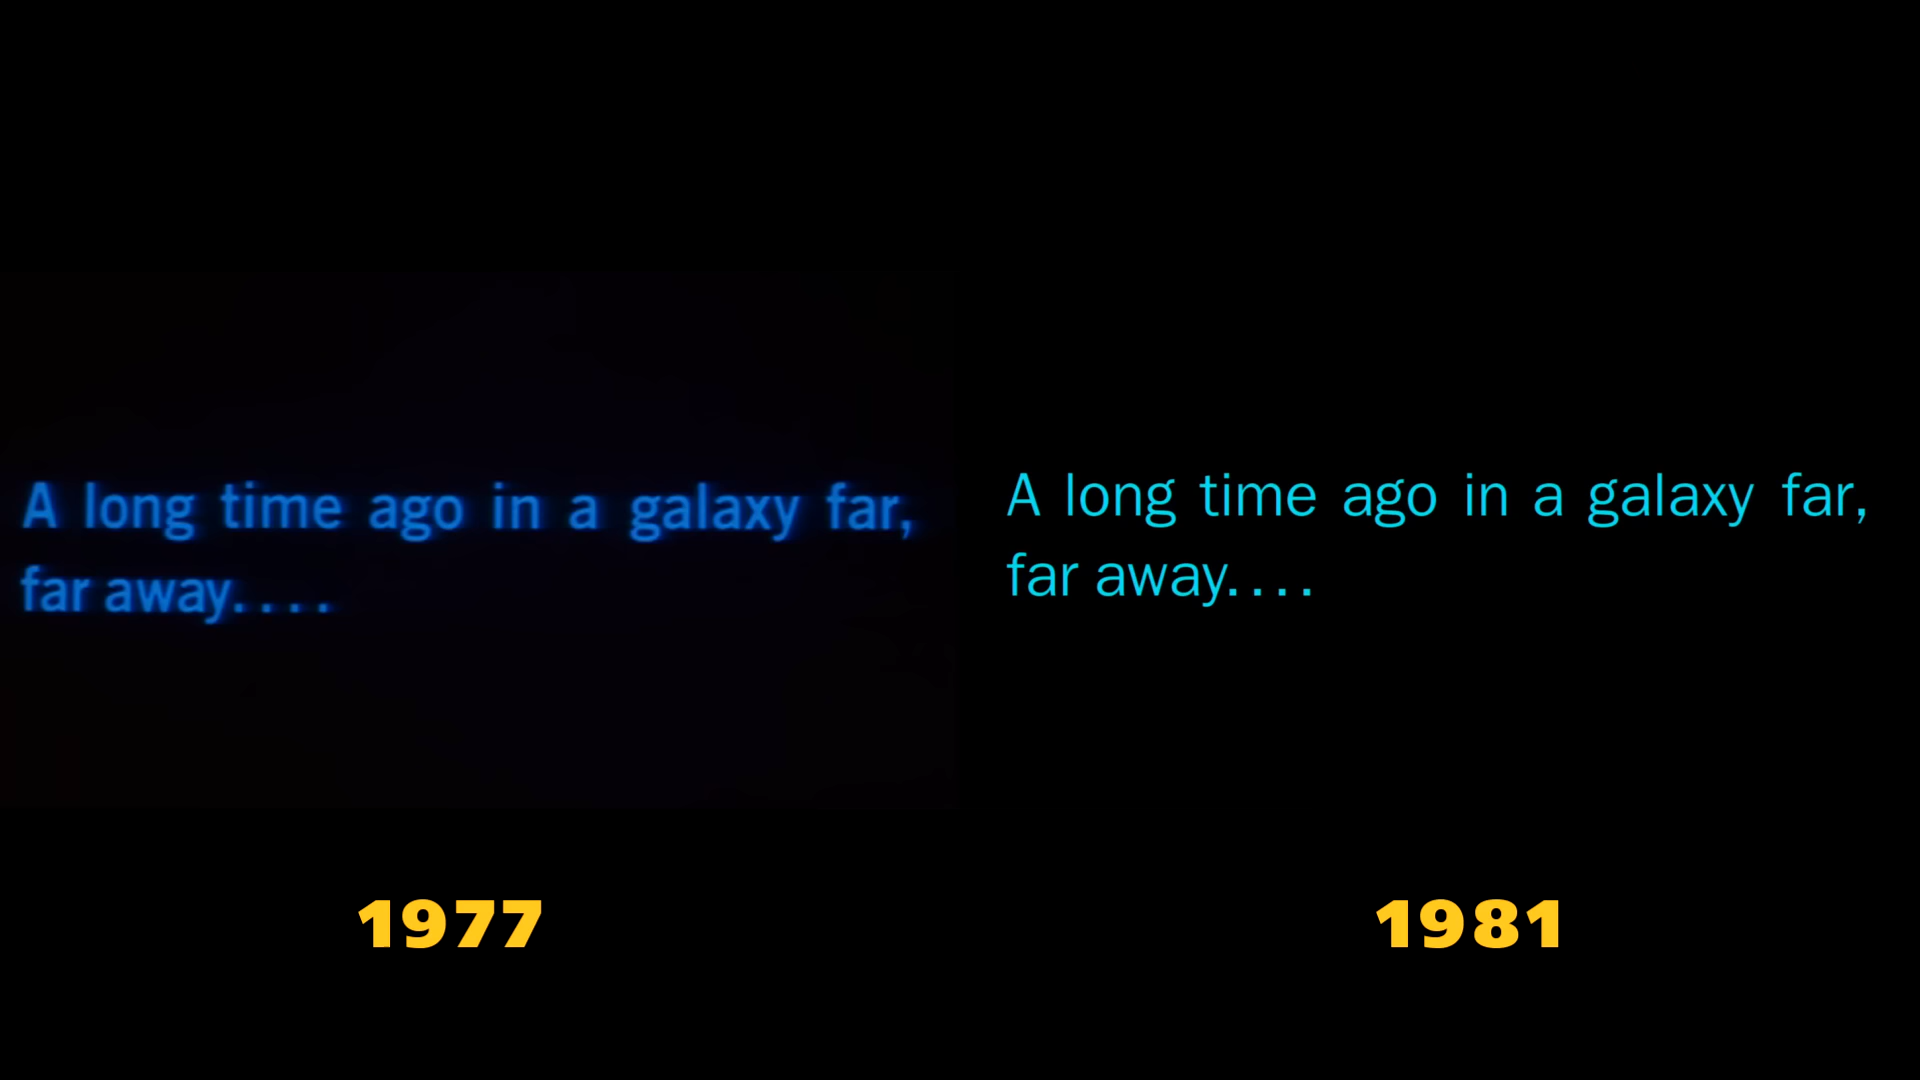 A long time ago in a galaxy far,
far away....
1977
A long time ago in a galaxy far,
far away....
1981